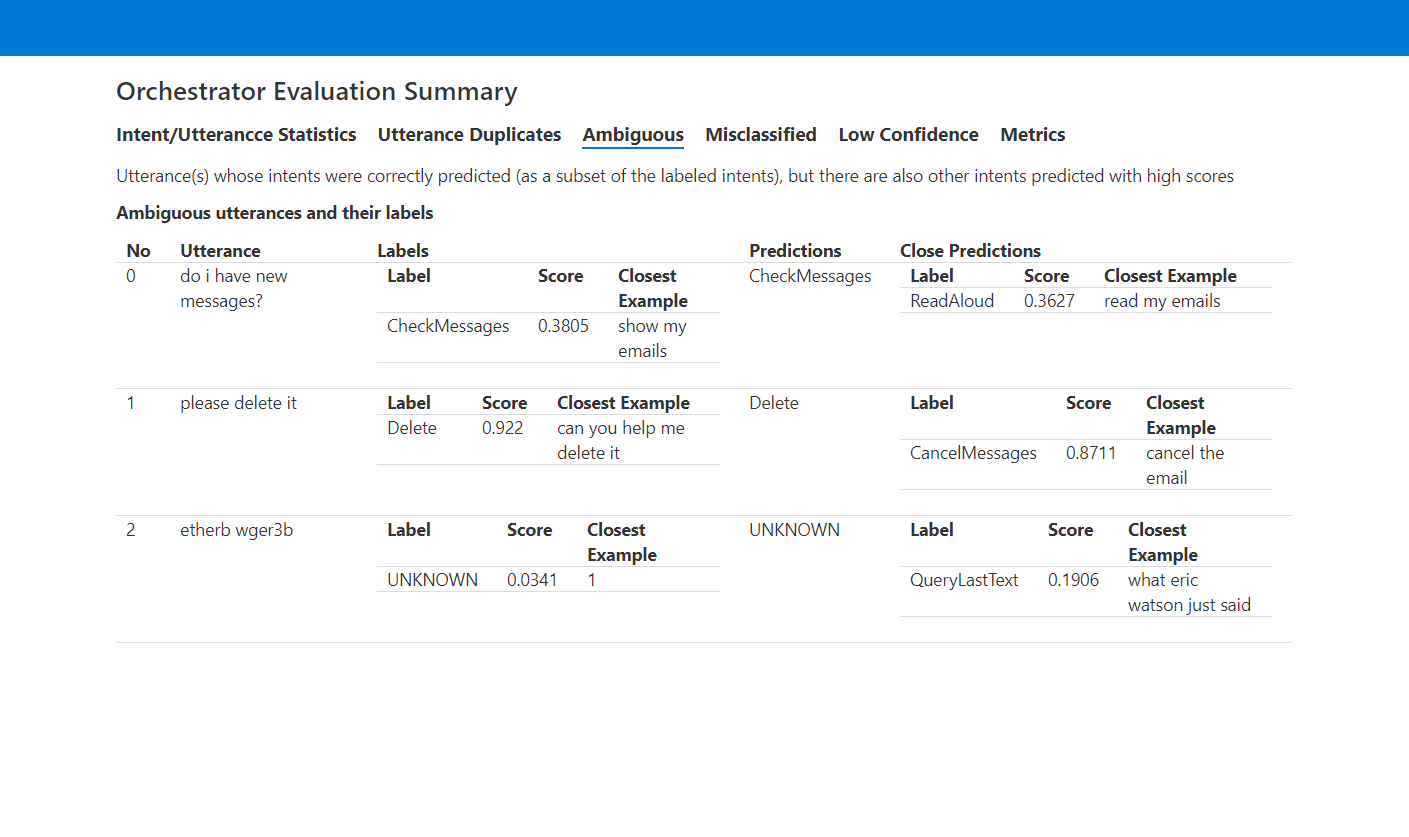 Orchestrator Evaluation Summary
Intent/Utterancce Statistics Utterance Duplicates Ambiguous Misclassified Low Confidence Metrics
Utterance(s) whose intents were correctly predicted (as a subset of the labeled intents), but there are also other intents predicted with high scores
Ambiguous utterances and their labels
No Utterance Labels Predictions Close Predictions
0 do i have new Label Score Closest CheckMessages Label Score Closest Example
messages? Example ReadAloud 0.3627 read my emails
CheckMessages 0.3805 show my
emails
1 please delete it Label Score Closest Example Delete Label Score Closest
Delete 0.922 can you help me Example
delete it CancelMessages 0.8711 cancel the
email
2 etherb wger3b Label Score Closest UNKNOWN Label Score Closest
Example Example
UNKNOWN 0.0341 1 QueryLastText 0.1906 what eric
watson just said